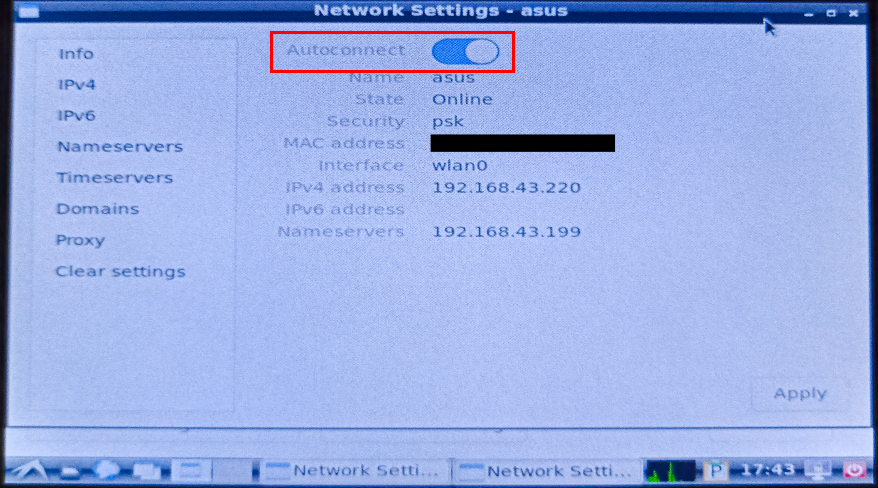 Network Settings - asus
Info
IPv4
IPv6
Nameservers
Timeservers
Domains
Proxy
Clear settings
Autoconnect
Name asus
State Online
Security psk
MAC address
Interface wlan0
IPv4 address 192.168.43.220
IPv6 address
Nameservers 192.168.43.199
Apply
Network Setti...
Network Setti...
P
17:43